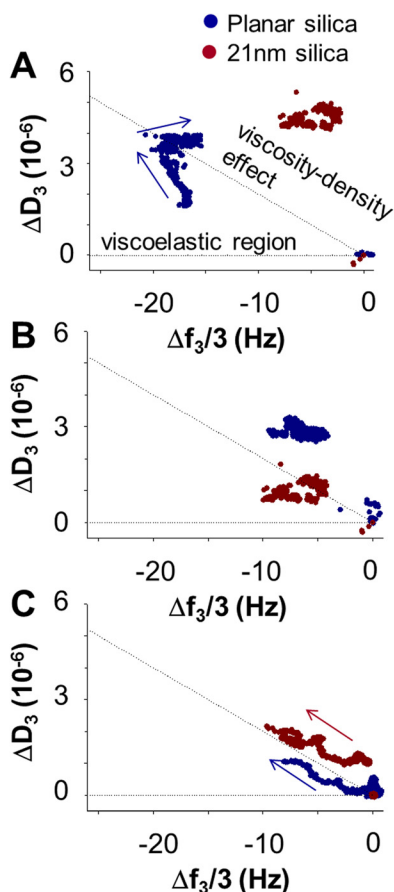 Planar silica
21nm silica
A
ΔD₃ (10⁻⁶)
6
3
0
viscosity-density
effect
viscoelastic region
-20
-10
0
Δf₃/3 (Hz)
B
ΔD₃ (10⁻⁶)
6
3
0
-20
-10
0
Δf₃/3 (Hz)
C
ΔD₃ (10⁻⁶)
6
3
0
-20
-10
0
Δf₃/3 (Hz)